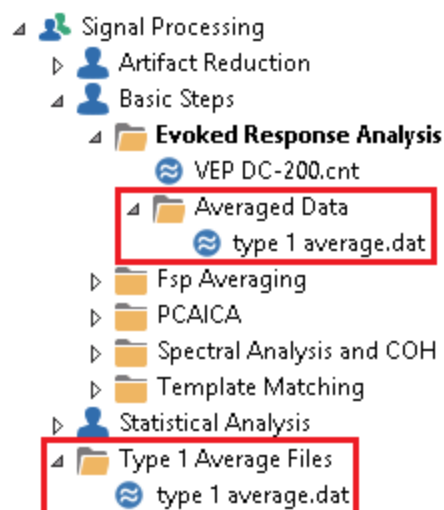 Signal Processing
Artifact Reduction
Basic Steps
Evoked Response Analysis
VEP DC-200.cnt
Averaged Data
type 1 average.dat
Fsp Averaging
PCAICA
Spectral Analysis and COH
Template Matching
Statistical Analysis
Type 1 Average Files
type 1 average.dat